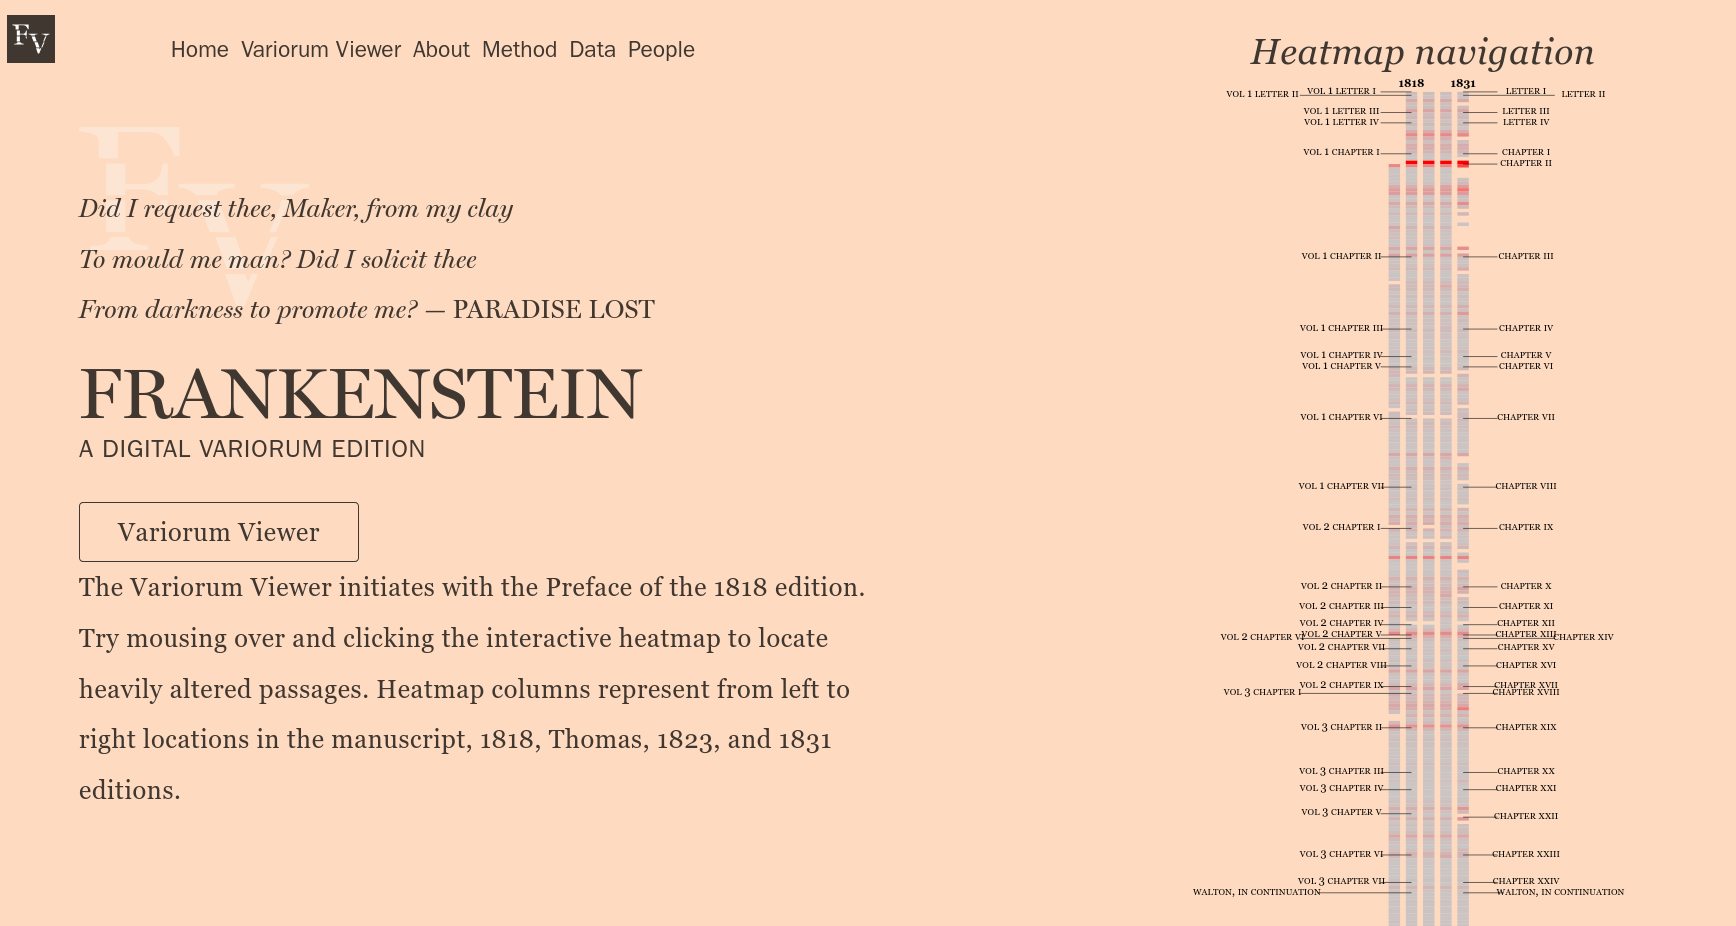 FV
Home Variorum Viewer About Method Data People
FV
Did I request thee, Maker, from my clay
To mould me man? Did I solicit thee
From darkness to promote me? — PARADISE LOST
FRANKENSTEIN
A DIGITAL VARIORUM EDITION
Variorum Viewer
The Variorum Viewer initiates with the Preface of the 1818 edition.
Try mousing over and clicking the interactive heatmap to locate
heavily altered passages. Heatmap columns represent from left to
right locations in the manuscript, 1818, Thomas, 1823, and 1831
editions.
Heatmap navigation
1818 1831
VOL 1 LETTER I LETTER I
VOL 1 LETTER II LETTER II
VOL 1 LETTER III LETTER III
VOL 1 LETTER IV LETTER IV
VOL 1 CHAPTER I CHAPTER I
CHAPTER II
VOL 1 CHAPTER II CHAPTER III
VOL 1 CHAPTER III CHAPTER IV
VOL 1 CHAPTER IV CHAPTER V
VOL 1 CHAPTER V CHAPTER VI
VOL 1 CHAPTER VI CHAPTER VII
VOL 1 CHAPTER VII CHAPTER VIII
VOL 2 CHAPTER I CHAPTER IX
VOL 2 CHAPTER II CHAPTER X
VOL 2 CHAPTER III CHAPTER XI
VOL 2 CHAPTER IV CHAPTER XII
VOL 2 CHAPTER V CHAPTER XIII
VOL 2 CHAPTER VI CHAPTER XIV
VOL 2 CHAPTER VII CHAPTER XV
VOL 2 CHAPTER VIII CHAPTER XVI
VOL 2 CHAPTER IX CHAPTER XVII
VOL 3 CHAPTER I CHAPTER XVIII
VOL 3 CHAPTER II CHAPTER XIX
VOL 3 CHAPTER III CHAPTER XX
VOL 3 CHAPTER IV CHAPTER XXI
VOL 3 CHAPTER V CHAPTER XXII
VOL 3 CHAPTER VI CHAPTER XXIII
VOL 3 CHAPTER VII CHAPTER XXIV
WALTON, IN CONTINUATION WALTON, IN CONTINUATION